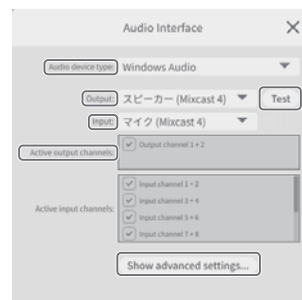 Audio Interface
Audio device type: Windows Audio
Output: スピーカー (Mixcast 4) Test
Input: マイク (Mixcast 4)
Active output channels: Output channel 1 + 2
Input channel 1 + 2
Input channel 3 + 4
Active input channels: Input channel 5 + 6
Input channel 7 + 8
Show advanced settings...